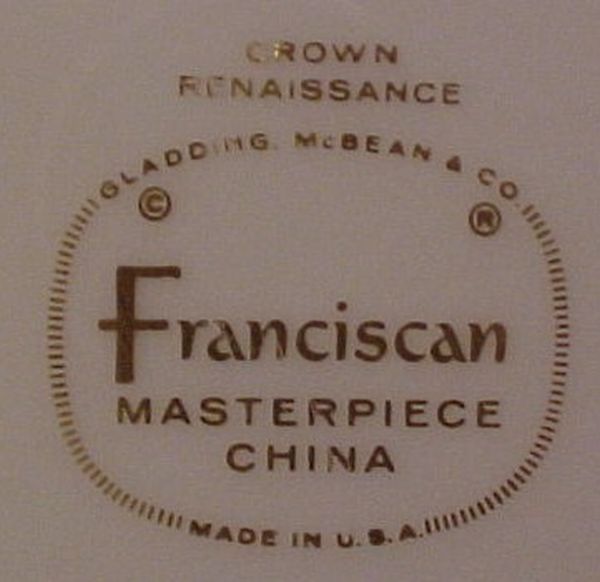 CROWN
RENAISSANCE
GLADDING, McBEAN & CO.
© ®
Franciscan
MASTERPIECE
CHINA
MADE IN U.S.A.